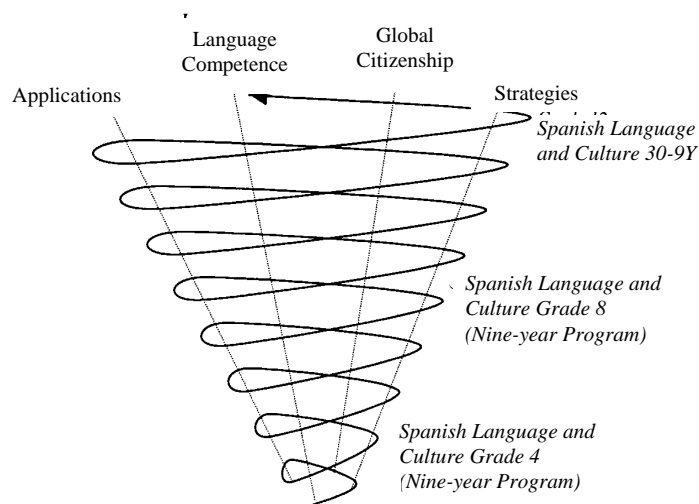 Global
Citizenship
Language
Competence
Applications
Strategies
Spanish Language
and Culture 30-9Y
Spanish Language and
Culture Grade 8
(Nine-year Program)
Spanish Language and
Culture Grade 4
(Nine-year Program)